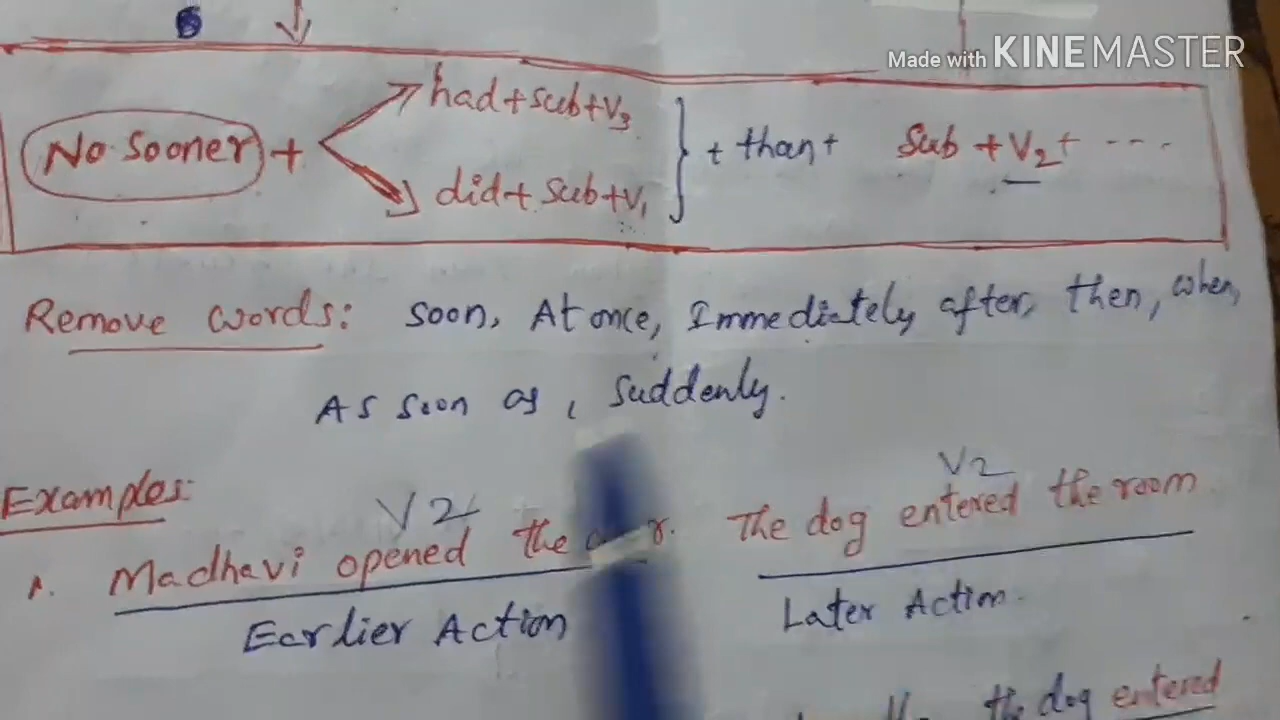 Made with KINEMASTER
had + sub + V3
No Sooner + } + than + Sub + V2 + ---
did + Sub + V1
Remove words: Soon, At once, Immedietely after, then, when,
As soon as, Suddenly.
Examples:
V2 V2
1. Madhavi opened the The dog entered the room
Earlier Action Later Action.
the dog entered